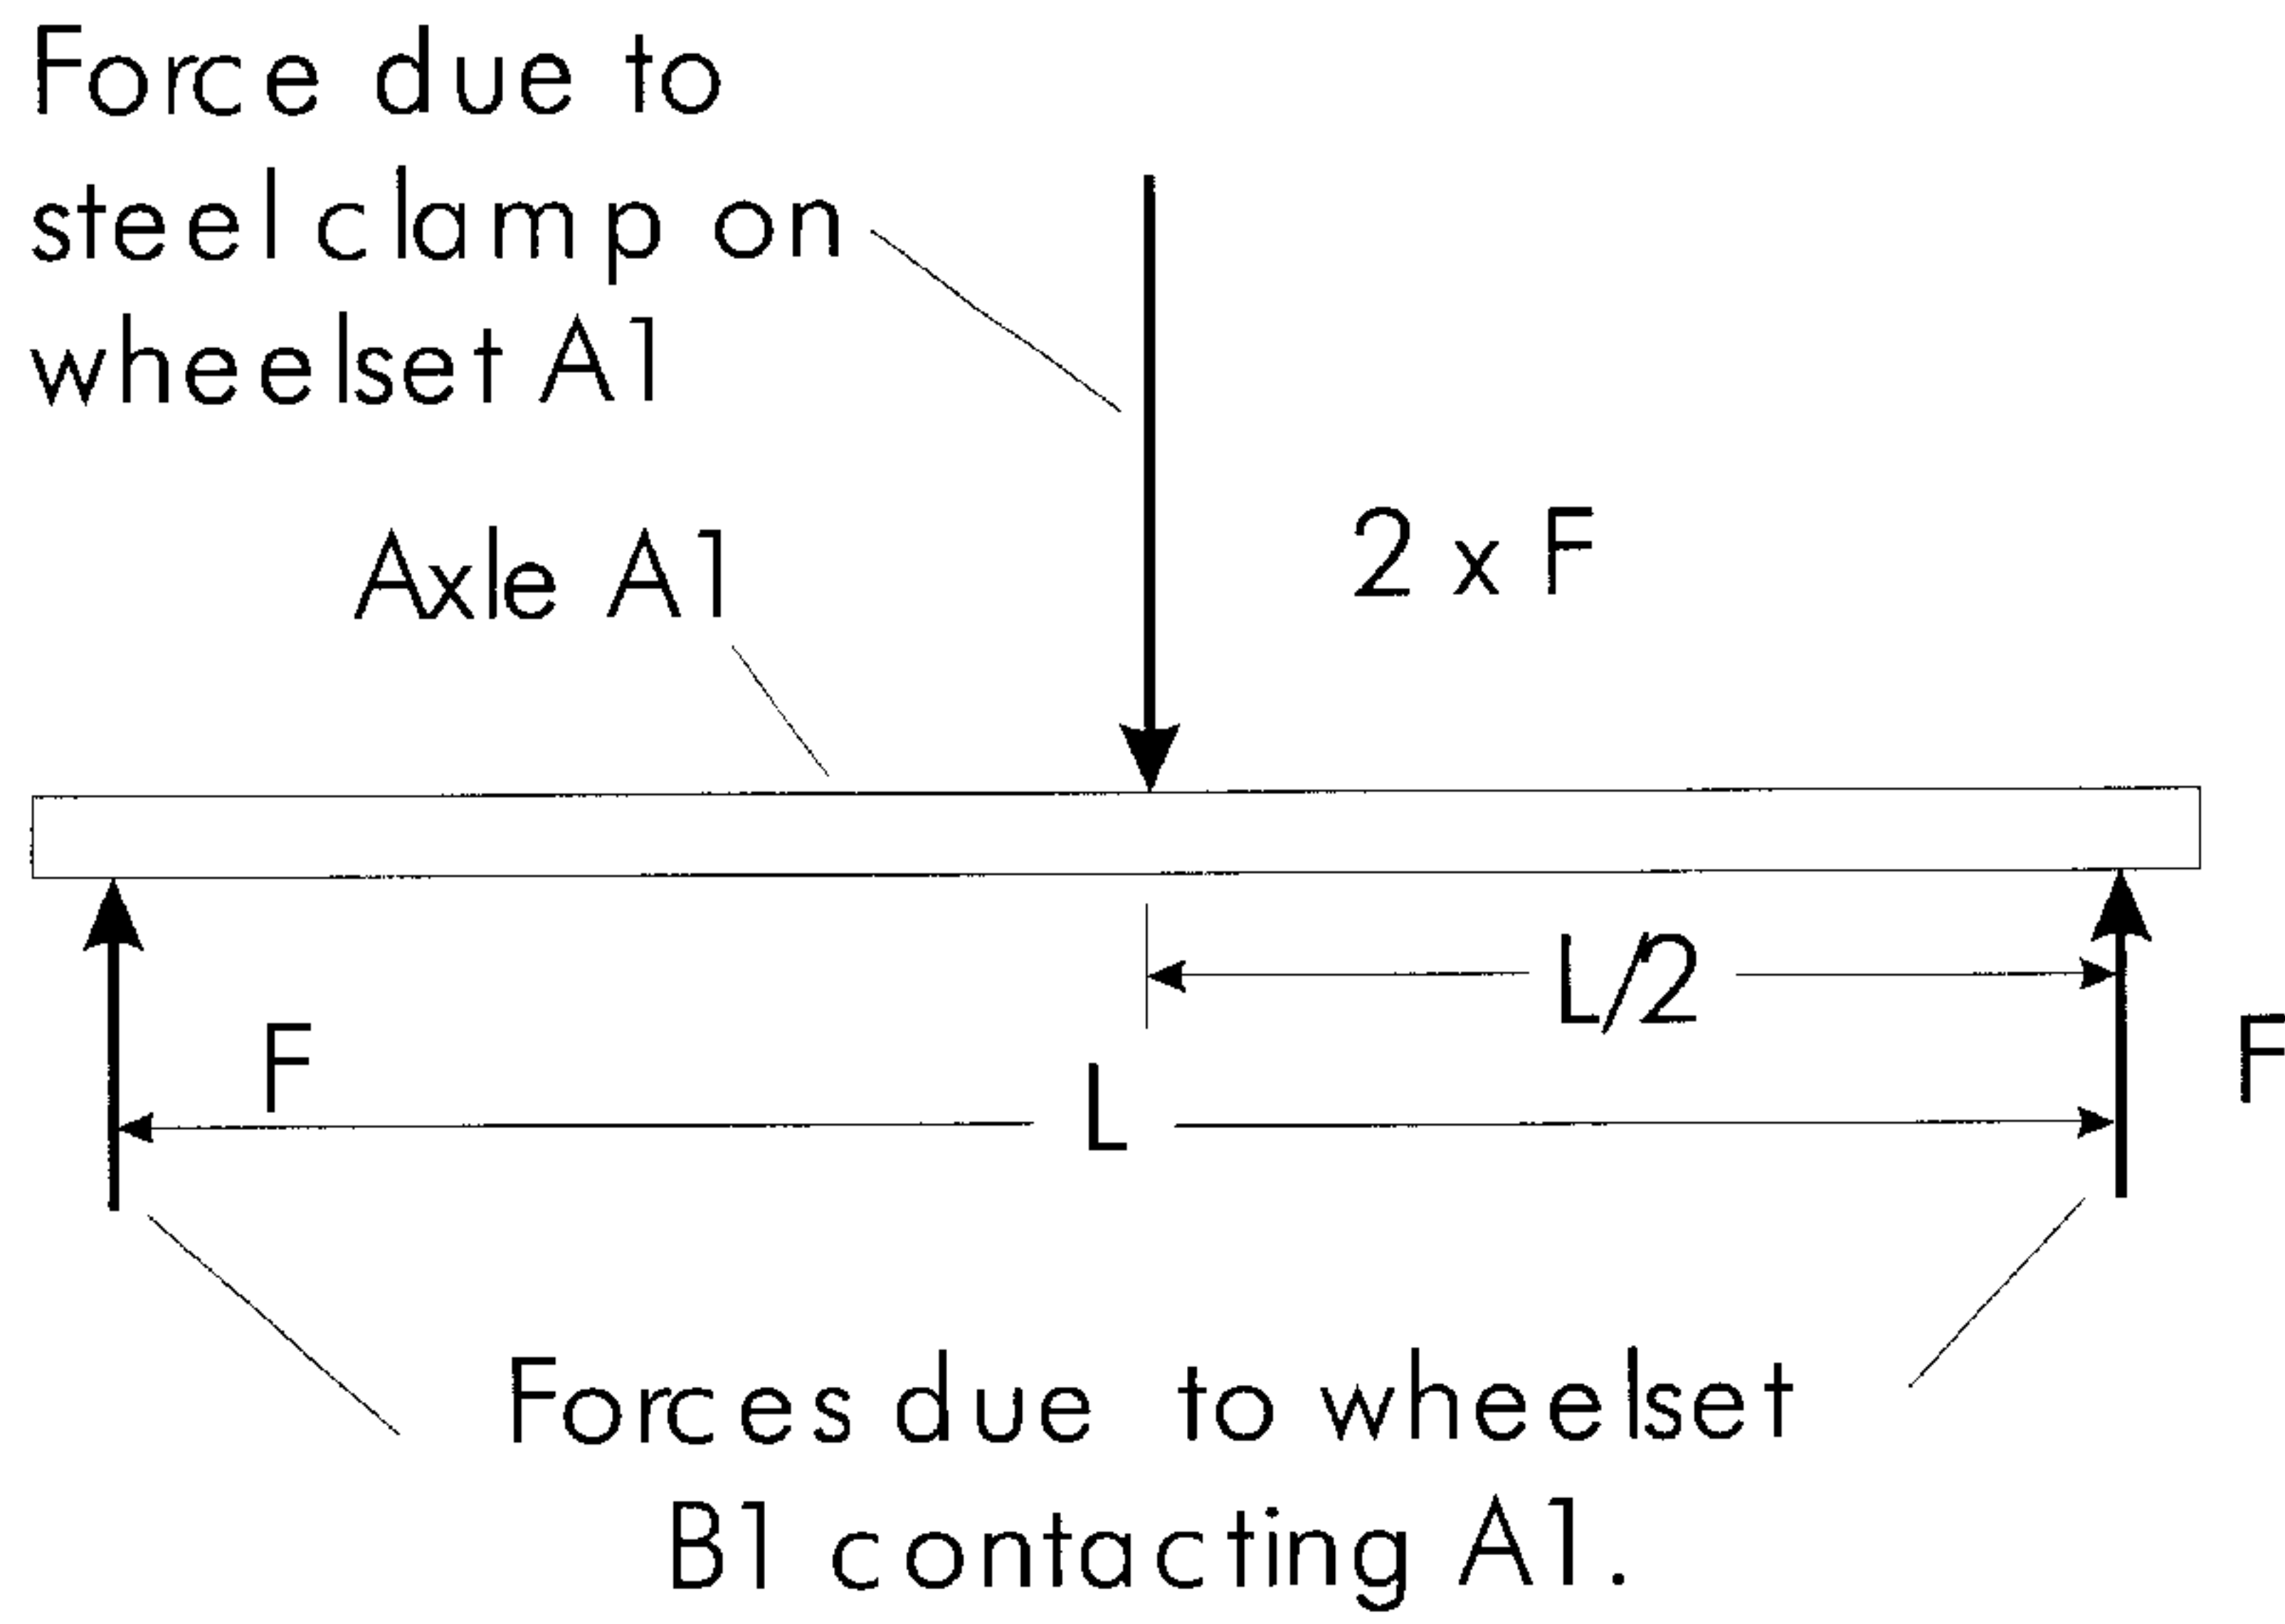 Force due to
steel clamp on
wheelset A1
Axle A1
2 x F
L/2
F
F
L
Forces due to wheelset
B1 contacting A1.